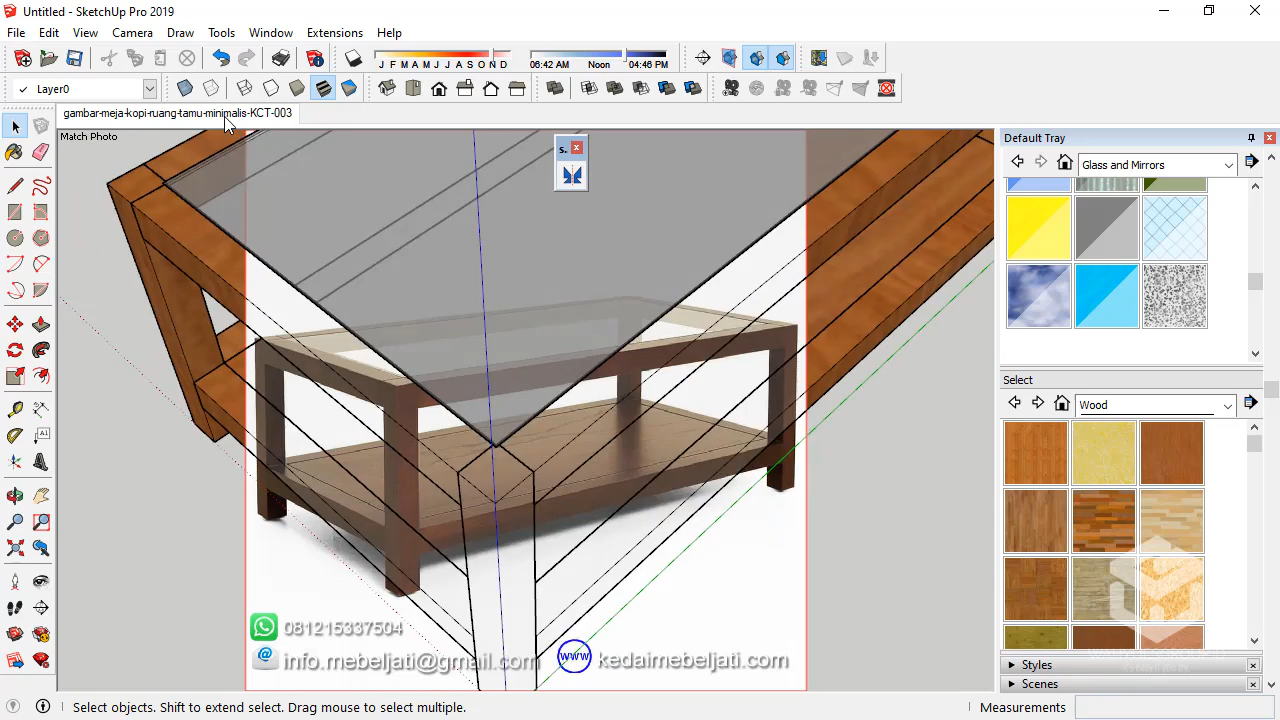 Untitled - SketchUp Pro 2019
File Edit View Camera Draw Tools Window Extensions Help
J F M A M J J A S O N D
06:42 AM Noon 04:46 PM
Layer0
gambar-meja-kopi-ruang-tamu-minimalis-KCT-003
Match Photo
s.
Default Tray
Glass and Mirrors
Select
Wood
081215337504
info.mebeljati@gmail.com
www kedaimebeljati.com
Styles
Scenes
Select objects. Shift to extend select. Drag mouse to select multiple.
Measurements